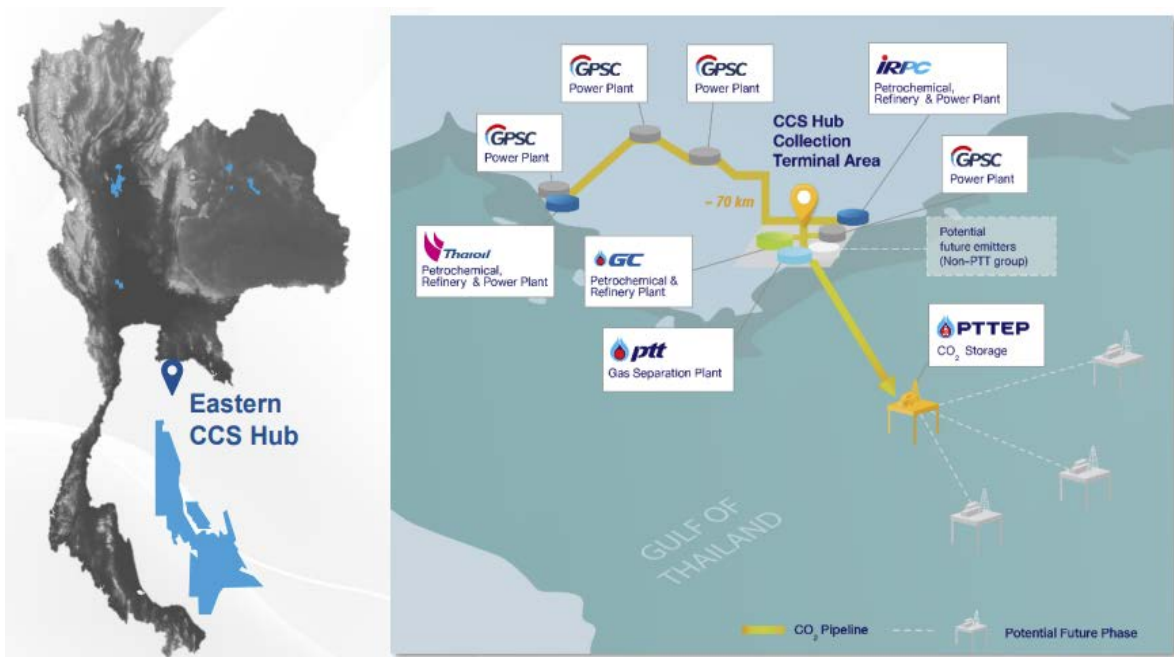 Eastern
CCS Hub
GPSC
Power Plant
GPSC
Power Plant
GPSC
Power Plant
iRPC
Petrochemical,
Refinery & Power Plant
CCS Hub
Collection
Terminal Area
GPSC
Power Plant
~ 70 km
Thaioil
Petrochemical,
Refinery & Power Plant
GC
Petrochemical &
Refinery Plant
Potential
future emitters
(Non-PTT group)
ptt
Gas Separation Plant
PTTEP
CO2 Storage
GULF OF
THAILAND
CO2 Pipeline
Potential Future Phase